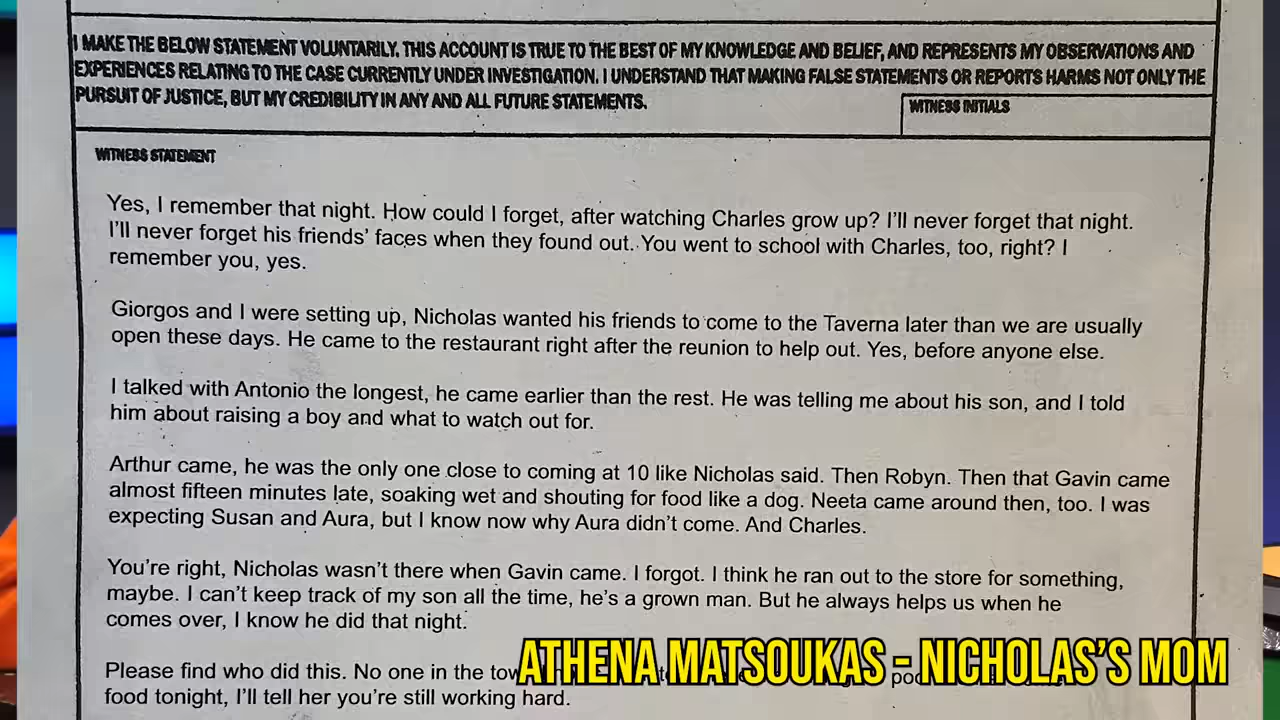 I MAKE THE BELOW STATEMENT VOLUNTARILY. THIS ACCOUNT IS TRUE TO THE BEST OF MY KNOWLEDGE AND BELIEF, AND REPRESENTS MY OBSERVATIONS AND
EXPERIENCES RELATING TO THE CASE CURRENTLY UNDER INVESTIGATION. I UNDERSTAND THAT MAKING FALSE STATEMENTS OR REPORTS HARMS NOT ONLY THE
PURSUIT OF JUSTICE, BUT MY CREDIBILITY IN ANY AND ALL FUTURE STATEMENTS.
WITNESS INITIALS
WITNESS STATEMENT
Yes, I remember that night. How could I forget, after watching Charles grow up? I'll never forget that night.
I'll never forget his friends' faces when they found out. You went to school with Charles, too, right? I
remember you, yes.
Giorgos and I were setting up, Nicholas wanted his friends to come to the Taverna later than we are usually
open these days. He came to the restaurant right after the reunion to help out. Yes, before anyone else.
I talked with Antonio the longest, he came earlier than the rest. He was telling me about his son, and I told
him about raising a boy and what to watch out for.
Arthur came, he was the only one close to coming at 10 like Nicholas said. Then Robyn. Then that Gavin came
almost fifteen minutes late, soaking wet and shouting for food like a dog. Neeta came around then, too. I was
expecting Susan and Aura, but I know now why Aura didn't come. And Charles.
You're right, Nicholas wasn't there when Gavin came. I forgot. I think he ran out to the store for something,
maybe. I can't keep track of my son all the time, he's a grown man. But he always helps us when he
comes over, I know he did that night.
Please find who did this. No one in the
food tonight, I'll tell her you're still working hard.
ATHENA MATSOUKAS - NICHOLAS'S MOM